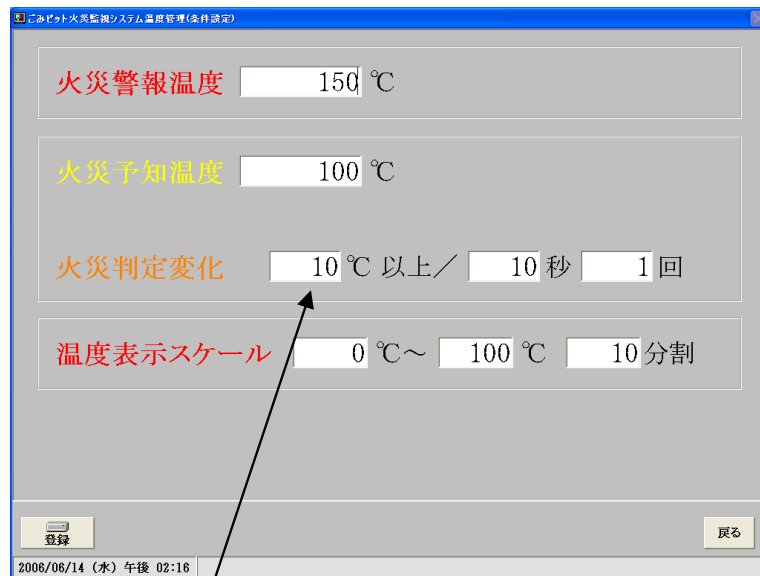 ごみピット火災監視システム温度管理(条件設定)
火災警報温度 150 ℃
火災予知温度 100 ℃
火災判定変化 10 ℃ 以上／ 10 秒 1 回
温度表示スケール 0 ℃～ 100 ℃ 10 分割
登録 戻る
2006/06/14 (水) 午後 02:16